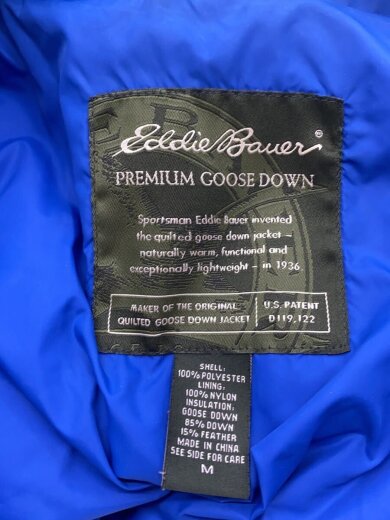 Eddie Bauer®
PREMIUM GOOSE DOWN
Sportsman Eddie Bauer invented
the quilted goose down jacket –
naturally warm, functional and
exceptionally lightweight – in 1936
MAKER OF THE ORIGINAL
QUILTED GOOSE DOWN JACKET
U.S. PATENT
D119,122
SHELL:
100% POLYESTER
LINING:
100% NYLON
INSULATION:
GOOSE DOWN
85% DOWN
15% FEATHER
MADE IN CHINA
SEE SIDE FOR CARE
M